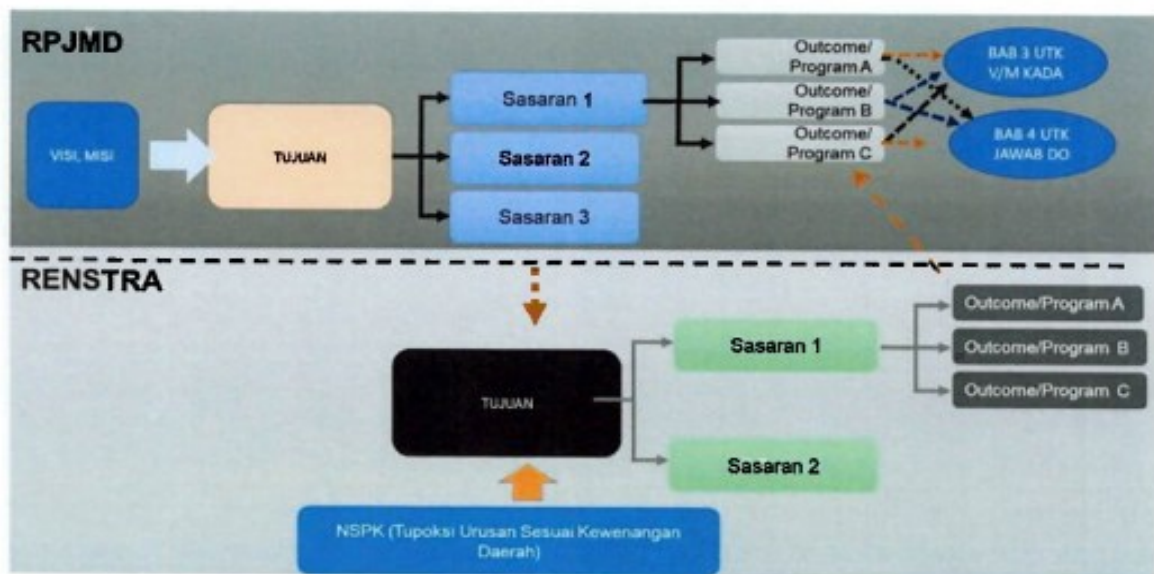 RPJMD
VISI, MISI
TUJUAN
Sasaran 1
Sasaran 2
Sasaran 3
Outcome/
Program A
Outcome/
Program B
Outcome/
Program C
BAB 3 UTK
V/M KADA
BAB 4 UTK
JAWAB DO
RENSTRA
TUJUAN
Sasaran 1
Sasaran 2
Outcome/Program A
Outcome/Program B
Outcome/Program C
NSPK (Tupoksi Urusan Sesuai Kewenangan
Daerah)